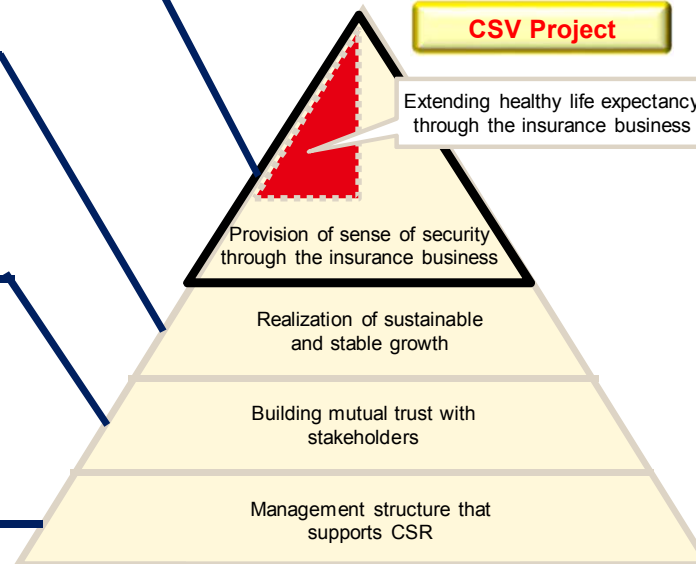 CSV Project
Extending healthy life expectancy
through the insurance business
Provision of sense of security
through the insurance business
Realization of sustainable
and stable growth
Building mutual trust with
stakeholders
Management structure that
supports CSR